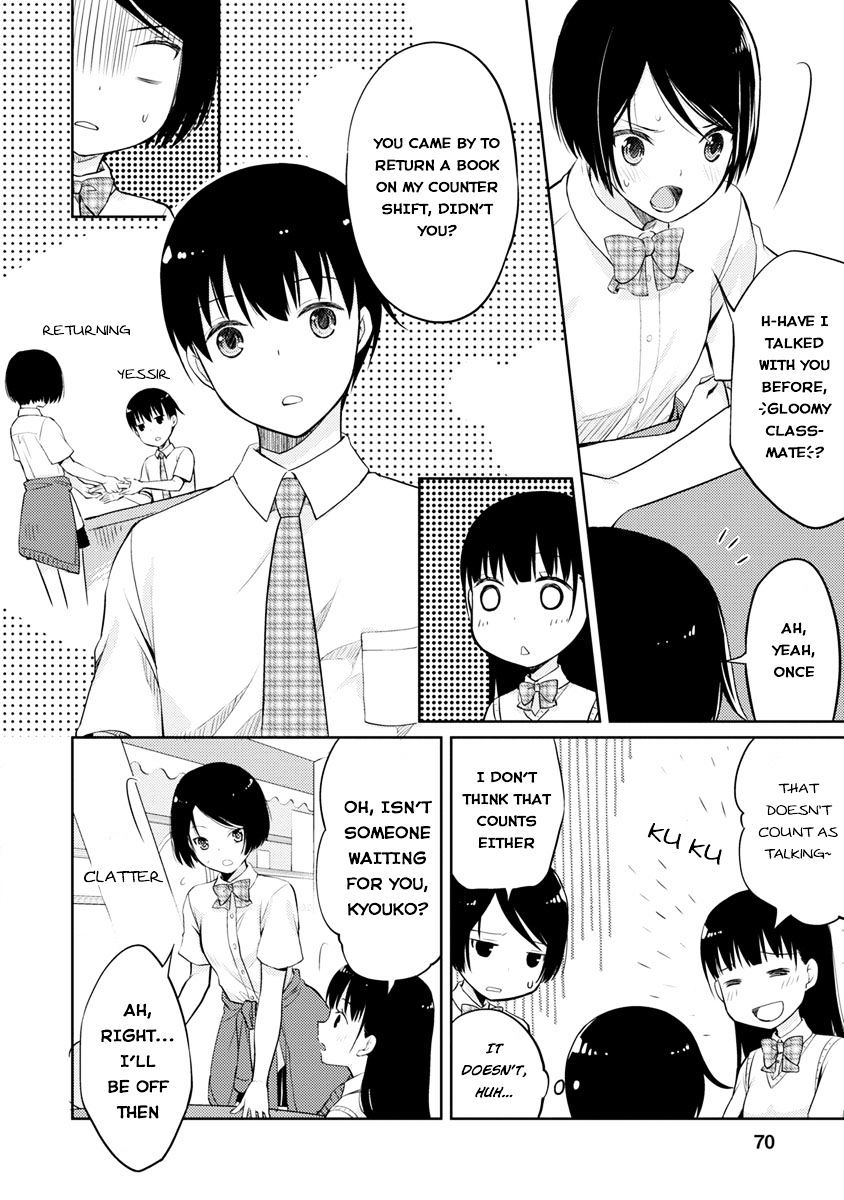 H-HAVE I
TALKED
WITH YOU
BEFORE,
GLOOMY
CLASS-
MATE?
AH,
YEAH,
ONCE
YOU CAME BY TO
RETURN A BOOK
ON MY COUNTER
SHIFT, DIDN'T
YOU?
RETURNING
YESSIR
THAT
DOESN'T
COUNT AS
TALKING~
KU KU
I DON'T
THINK THAT
COUNTS
EITHER
IT
DOESN'T,
HUH...
OH, ISN'T
SOMEONE
WAITING
FOR YOU,
KYOUKO?
CLATTER
AH,
RIGHT...
I'LL
BE OFF
THEN
70